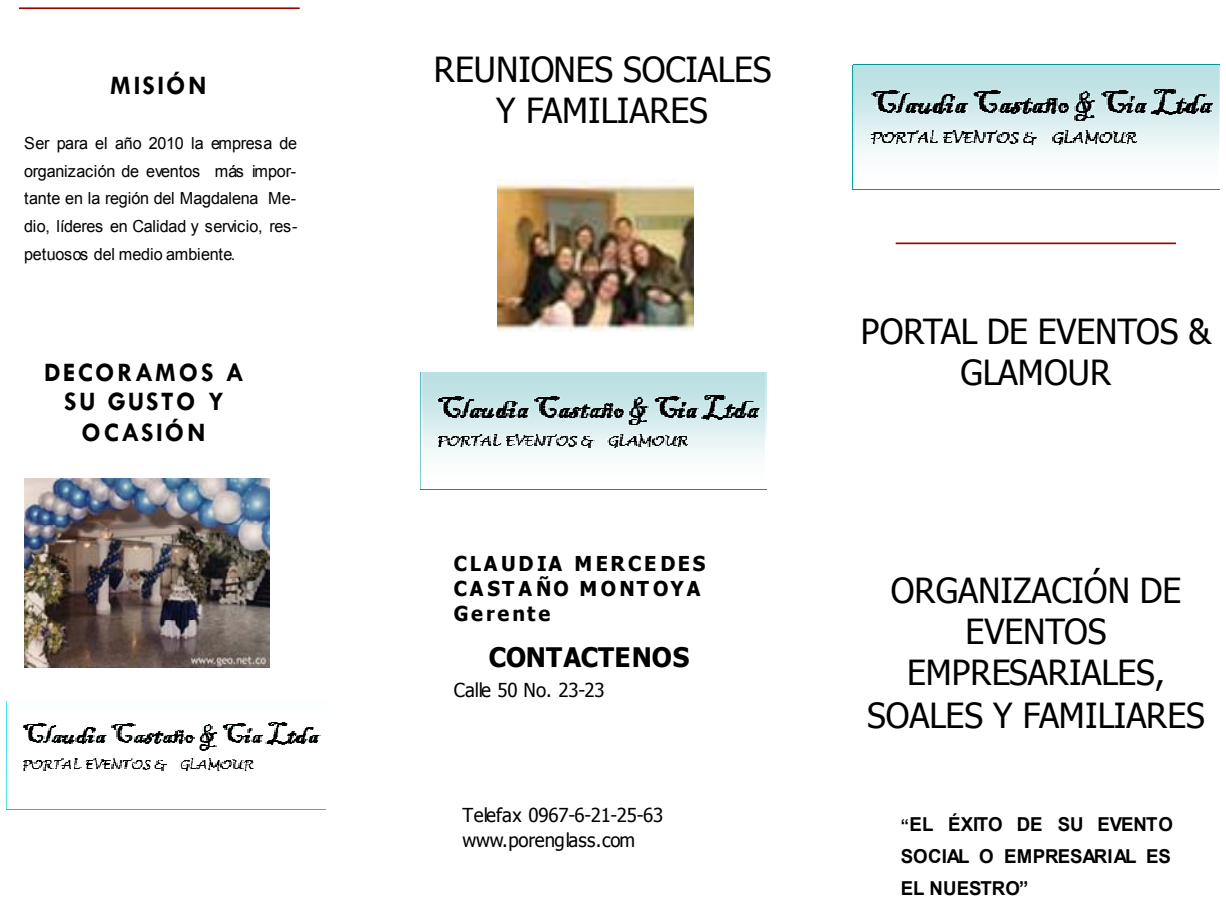 MISIÓN
Ser para el año 2010 la empresa de
organización de eventos más impor-
tante en la región del Magdalena Me-
dio, líderes en Calidad y servicio, res-
petuosos del medio ambiente.
DECORAMOS A
SU GUSTO Y
OCASIÓN
www.geo.net.co
Claudia Castaño & Cia Ltda
PORTAL EVENTOS & GLAMOUR
REUNIONES SOCIALES
Y FAMILIARES
Claudia Castaño & Cia Ltda
PORTAL EVENTOS & GLAMOUR
CLAUDIA MERCEDES
CASTAÑO MONTOYA
Gerente
CONTACTENOS
Calle 50 No. 23-23
Telefax 0967-6-21-25-63
www.porenglass.com
Claudia Castaño & Cia Ltda
PORTAL EVENTOS & GLAMOUR
PORTAL DE EVENTOS &
GLAMOUR
ORGANIZACIÓN DE
EVENTOS
EMPRESARIALES,
SOALES Y FAMILIARES
“EL ÉXITO DE SU EVENTO
SOCIAL O EMPRESARIAL ES
EL NUESTRO”